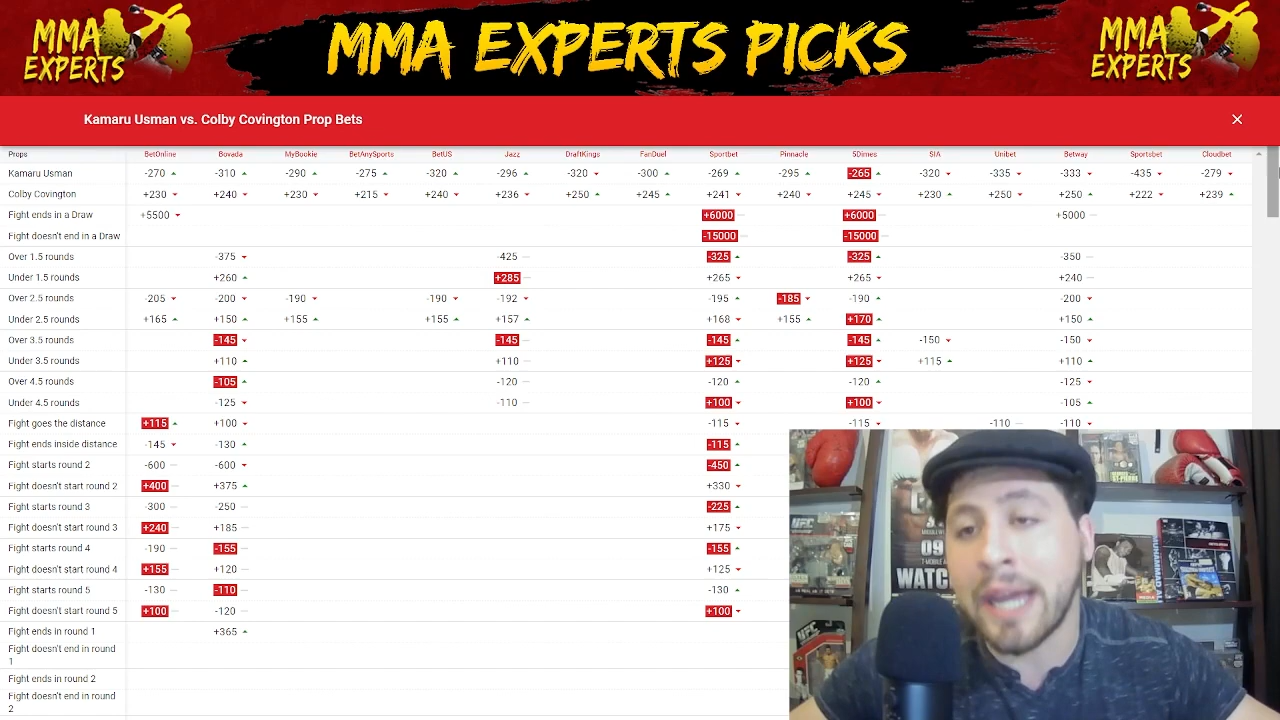 MMA
EXPERTS
MMA EXPERTS PICKS
MMA
EXPERTS
Kamaru Usman vs. Colby Covington Prop Bets
Props BetOnline Bovada MyBookie BetAnySports BetUS Jazz DraftKings FanDuel Sportbet Pinnacle 5Dimes SIA Unibet Betway Sportsbet Cloudbet
Kamaru Usman -270 -310 -290 -275 -320 -296 -320 -300 -269 -295 -265 -320 -335 -333 -435 -279
Colby Covington +230 +240 +230 +215 +240 +236 +250 +245 +241 +240 +245 +230 +250 +250 +222 +239
Fight ends in a Draw +5500 +6000 +6000 +5000
Fight doesn't end in a Draw -15000 -15000
Over 1.5 rounds -375 -425 -325 -325 -350
Under 1.5 rounds +260 +285 +265 +265 +240
Over 2.5 rounds -205 -200 -190 -190 -192 -195 -185 -190 -200
Under 2.5 rounds +165 +150 +155 +155 +157 +168 +155 +170 +150
Over 3.5 rounds -145 -145 -145 -145 -150 -150
Under 3.5 rounds +110 +110 +125 +125 +115 +110
Over 4.5 rounds -105 -120 -120 -120 -125
Under 4.5 rounds -125 -110 +100 +100 -105
Fight goes the distance +115 +100 -115 -115 -110 -110
Fight ends inside distance -145 -130 -115
Fight starts round 2 -600 -600 -450
Fight doesn't start round 2 +400 +375 +330
Fight starts round 3 -300 -250 -225
Fight doesn't start round 3 +240 +185 +175
Fight starts round 4 -190 -155 -155
Fight doesn't start round 4 +155 +120 +125
Fight starts round 5 -130 -110 -130
Fight doesn't start round 5 +100 -120 +100
Fight ends in round 1 +365
Fight doesn't end in round
1
Fight ends in round 2
Fight doesn't end in round
2
UFC
09
WATC
MUHAMMAD
UFC